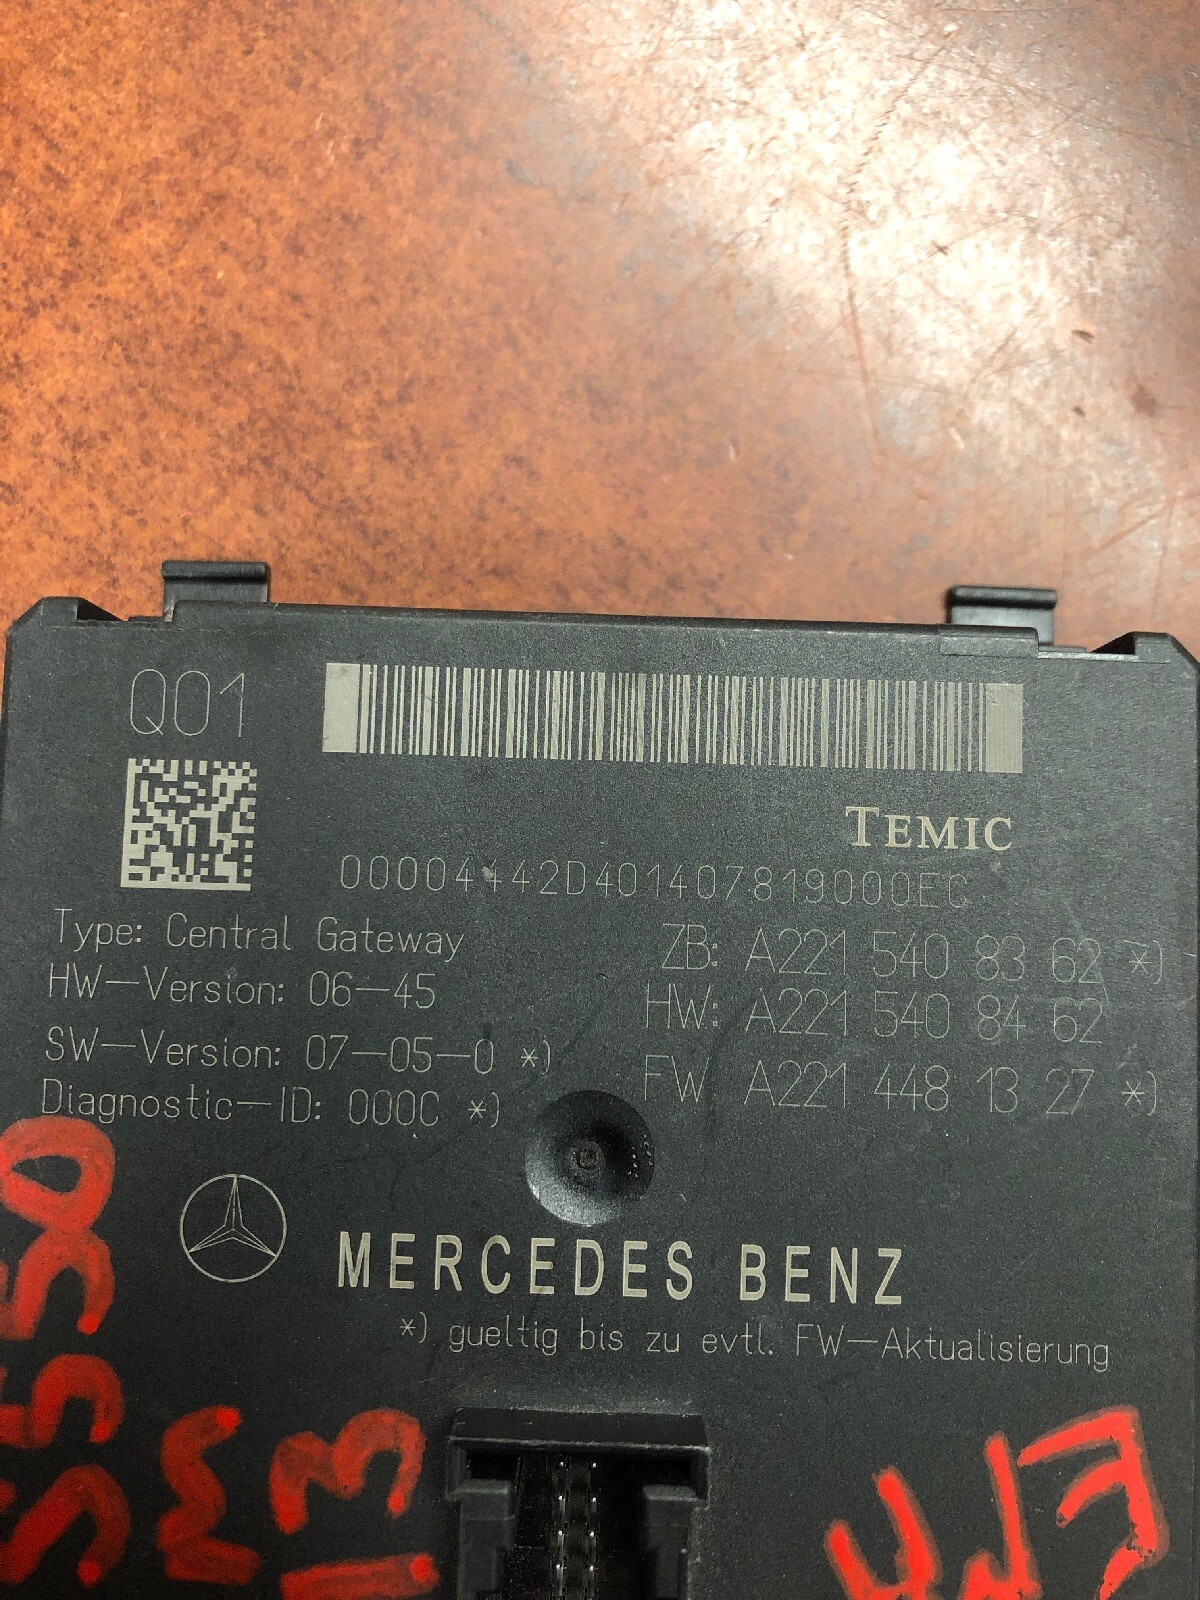 Q01
TEMIC
00004442D401407819000EC
Type: Central Gateway
HW-Version: 06-45
SW-Version: 07-05-0 *)
Diagnostic-ID: 000C *)
ZB: A221 540 83 62 *)
HW: A221 540 84 62
FW A221 448 13 27 *)
MERCEDES BENZ
*) gueltig bis zu evtl. FW-Aktualisierung